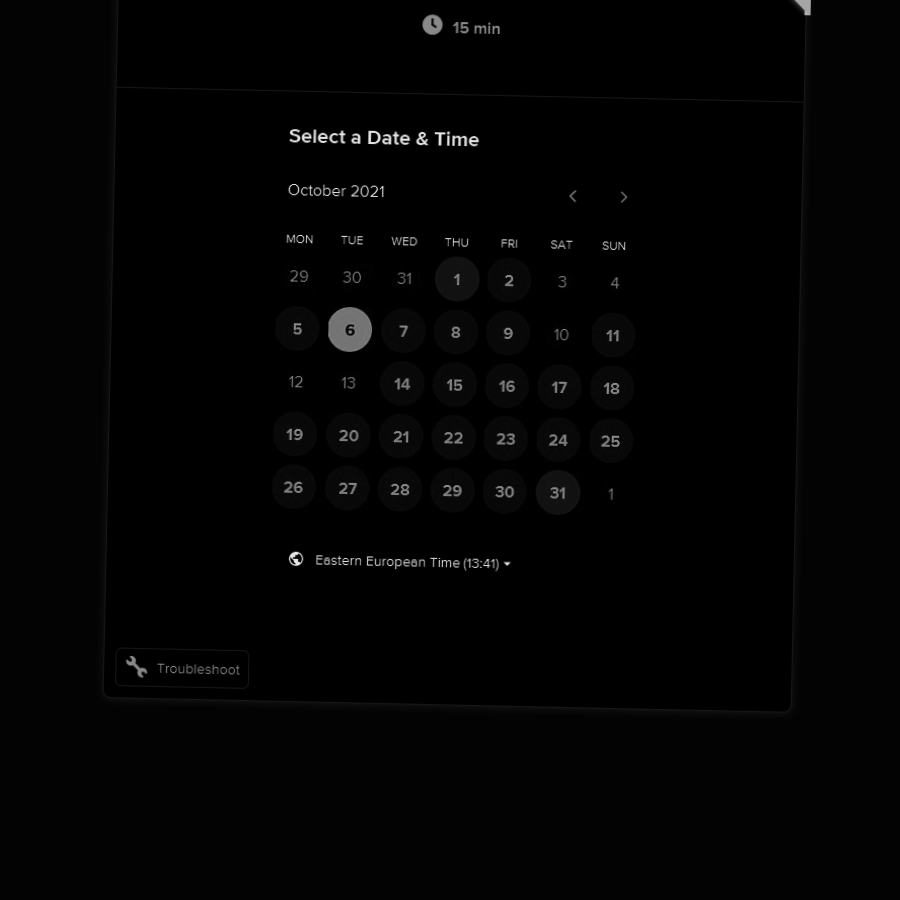 15 min
Select a Date & Time
October 2021
MON TUE WED THU FRI SAT SUN
29 30 31 1 2 3 4
5 6 7 8 9 10 11
12 13 14 15 16 17 18
19 20 21 22 23 24 25
26 27 28 29 30 31 1
Eastern European Time (13:41)
Troubleshoot